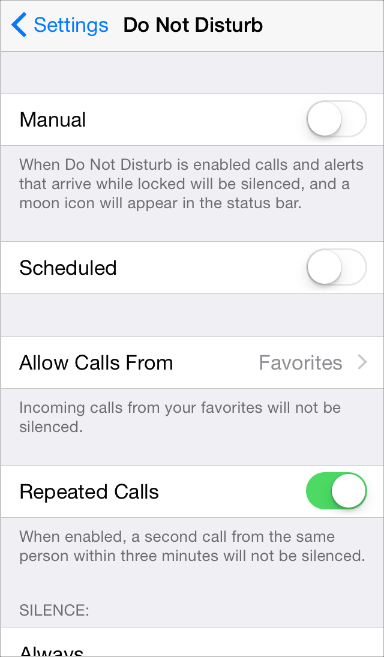 Settings Do Not Disturb
Manual
When Do Not Disturb is enabled calls and alerts
that arrive while locked will be silenced, and a
moon icon will appear in the status bar.
Scheduled
Allow Calls From Favorites
Incoming calls from your favorites will not be
silenced.
Repeated Calls
When enabled, a second call from the same
person within three minutes will not be silenced.
SILENCE:
Always